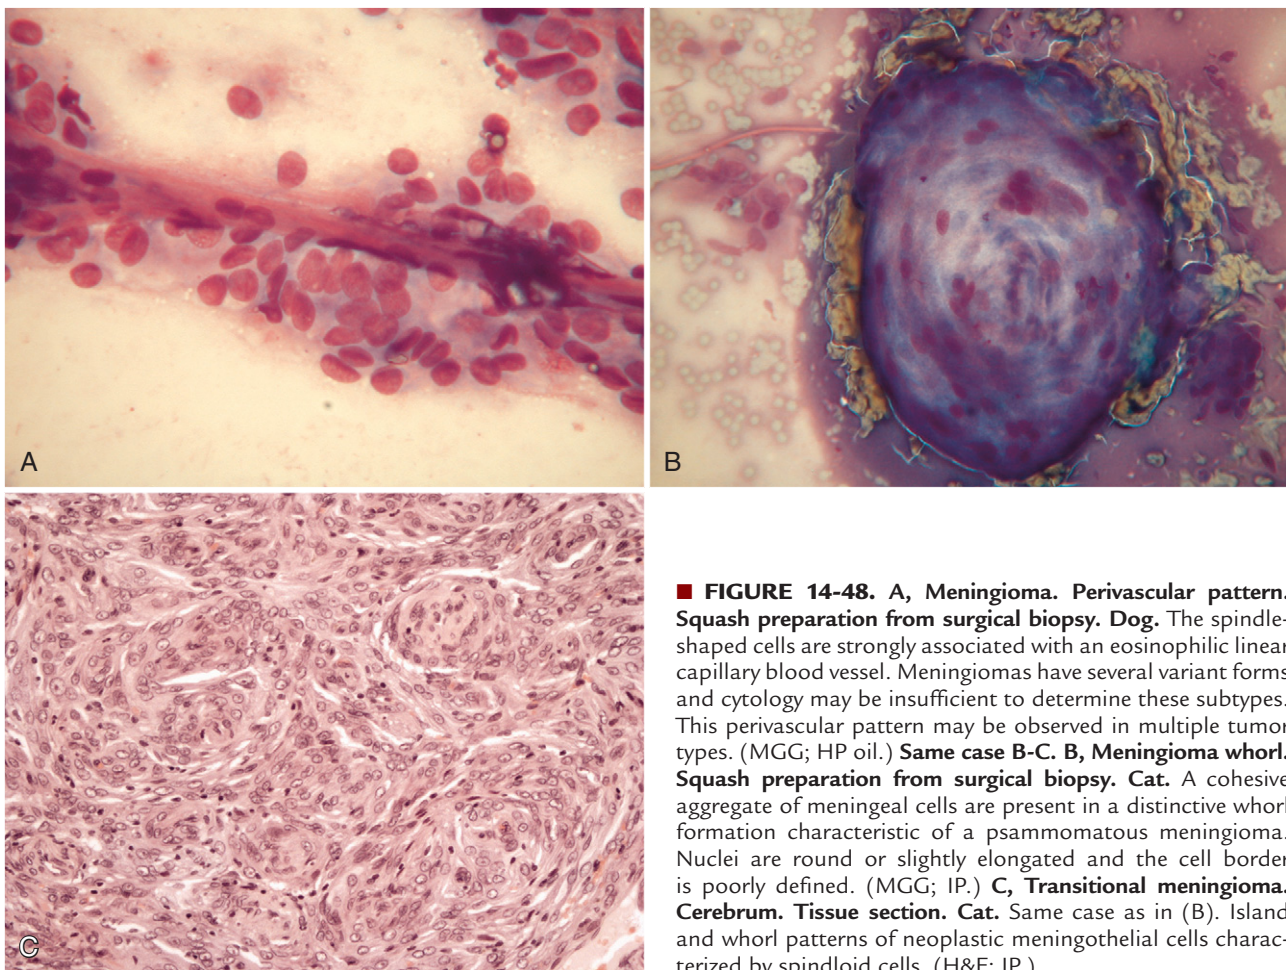 A
B
C
■ FIGURE 14-48. A, Meningioma. Perivascular pattern.
Squash preparation from surgical biopsy. Dog. The spindle-
shaped cells are strongly associated with an eosinophilic linear
capillary blood vessel. Meningiomas have several variant forms
and cytology may be insufficient to determine these subtypes.
This perivascular pattern may be observed in multiple tumor
types. (MGG; HP oil.) Same case B-C. B, Meningioma whorl.
Squash preparation from surgical biopsy. Cat. A cohesive
aggregate of meningeal cells are present in a distinctive whorl
formation characteristic of a psammomatous meningioma.
Nuclei are round or slightly elongated and the cell border
is poorly defined. (MGG; IP.) C, Transitional meningioma.
Cerebrum. Tissue section. Cat. Same case as in (B). Island
and whorl patterns of neoplastic meningothelial cells charac-
terized by spindloid cells. (H&E; IP.)